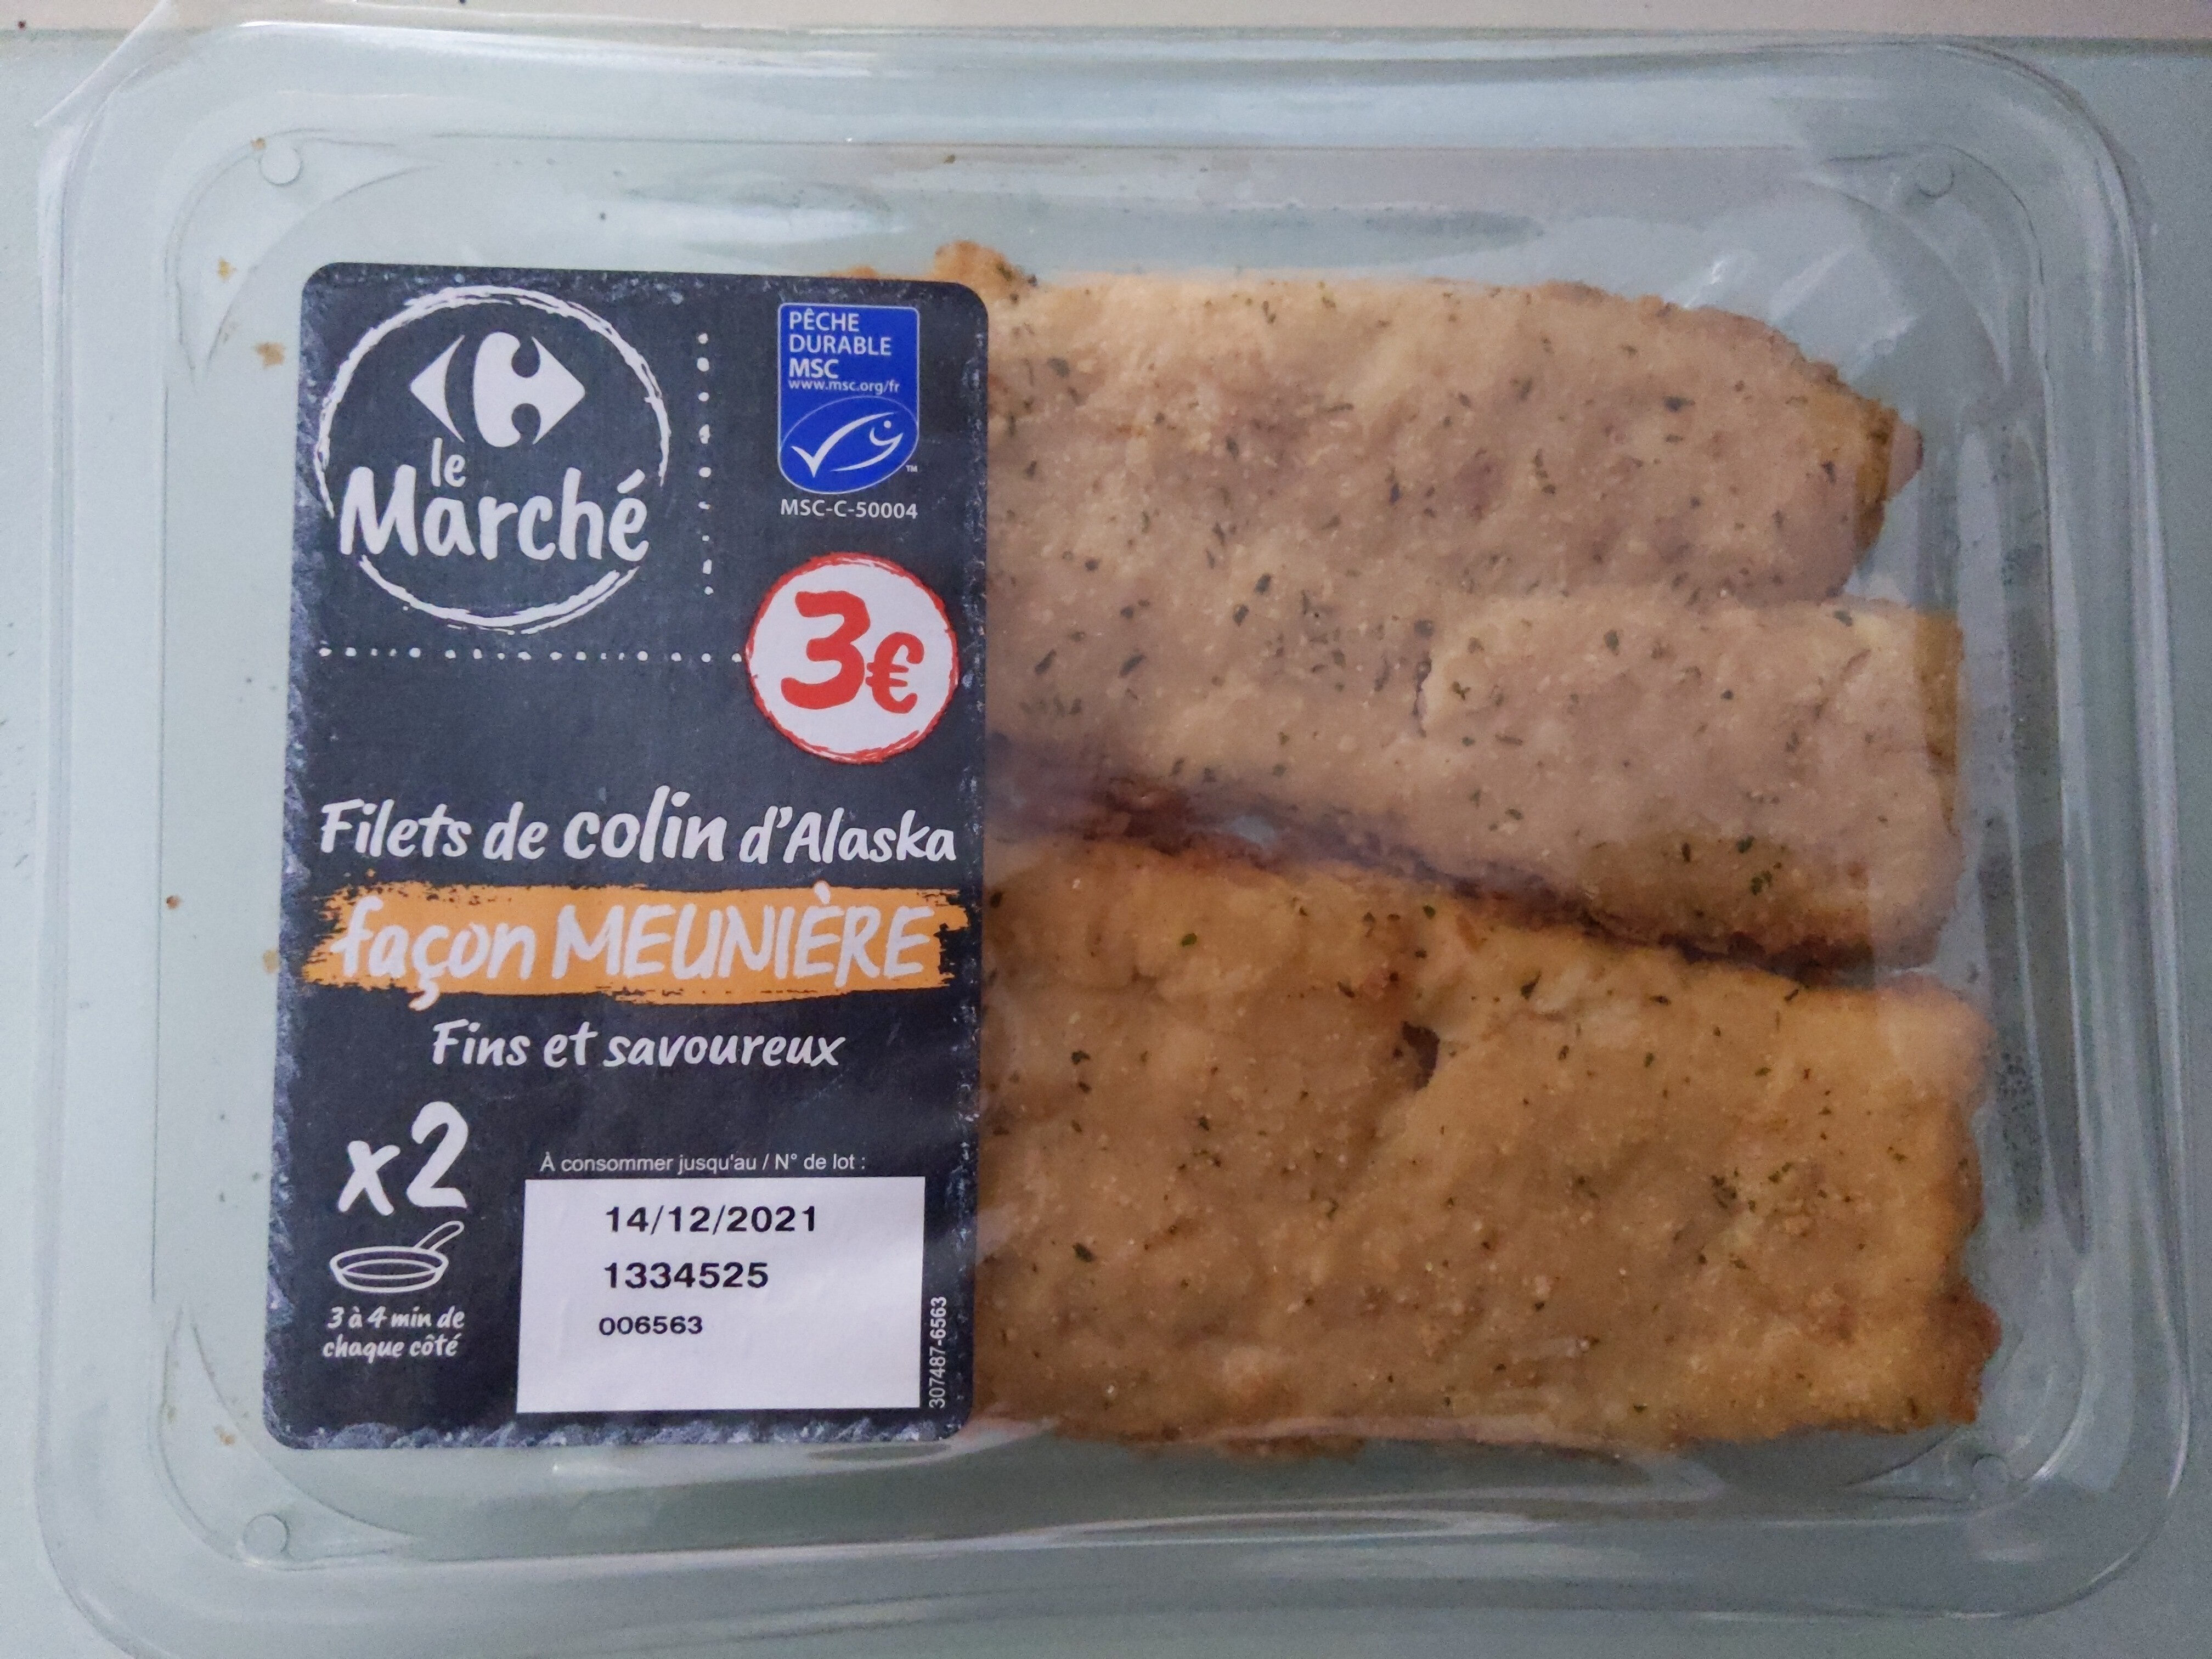 le
Marché
PÊCHE
DURABLE
MSC
www.msc.org/fr
TM
MSC-C-50004
3€
Filets de colin d'Alaska
façon MEUNIÈRE
Fins et savoureux
x2
3 à 4 min de
chaque côté
À consommer jusqu'au / N° de lot :
14/12/2021
1334525
006563
307487-6563